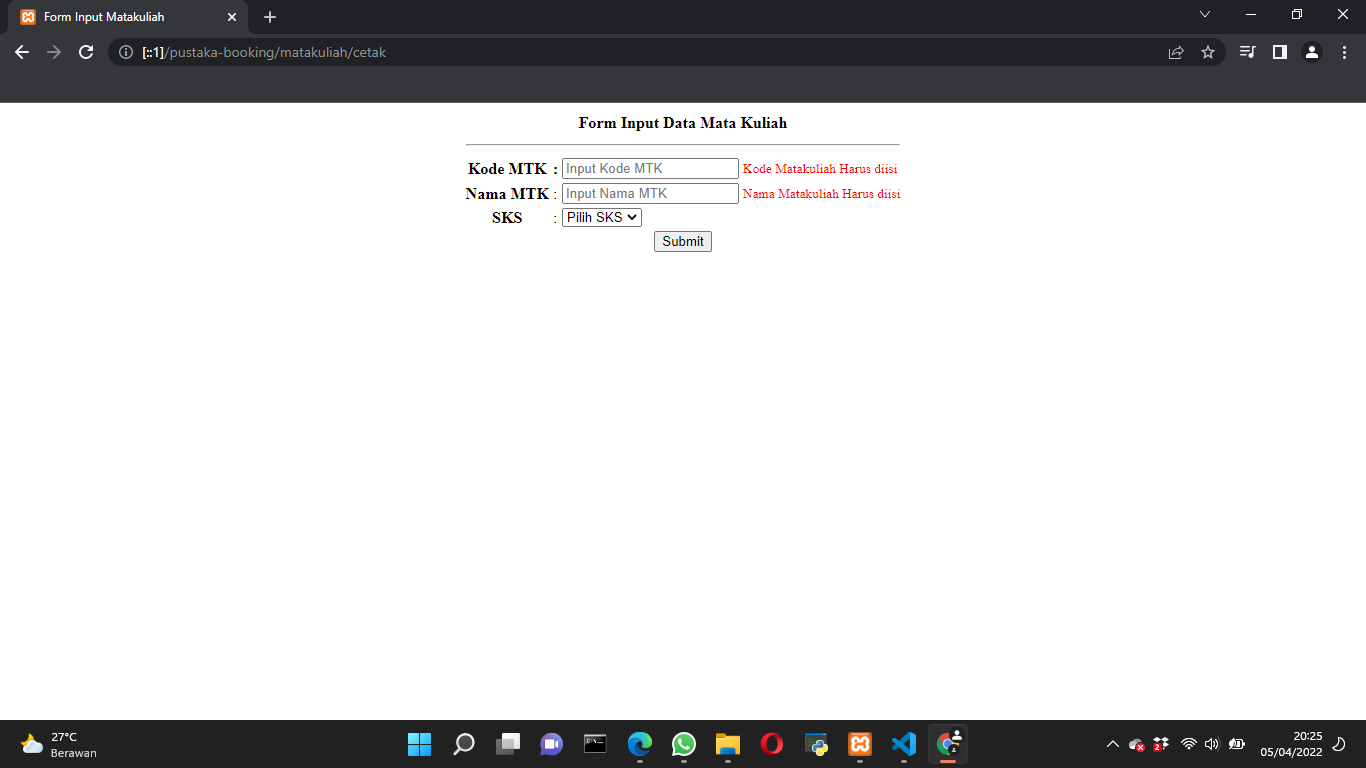 Form Input Matakuliah
[::1]/pustaka-booking/matakuliah/cetak
Form Input Data Mata Kuliah
Kode MTK : Input Kode MTK Kode Matakuliah Harus diisi
Nama MTK : Input Nama MTK Nama Matakuliah Harus diisi
SKS : Pilih SKS
Submit
27°C
Berawan
2
20:25
05/04/2022